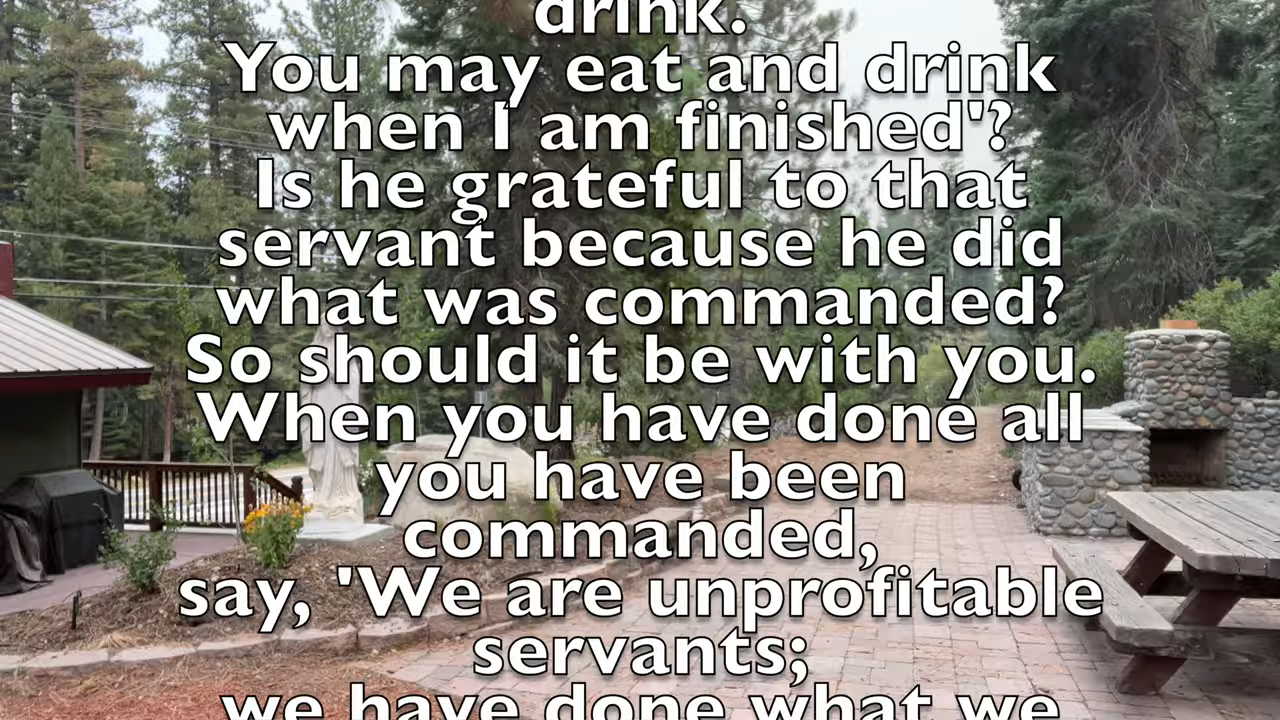 drink.
You may eat and drink
when I am finished'?
Is he grateful to that
servant because he did
what was commanded?
So should it be with you.
When you have done all
you have been
commanded,
say, 'We are unprofitable
servants;
we have done what we